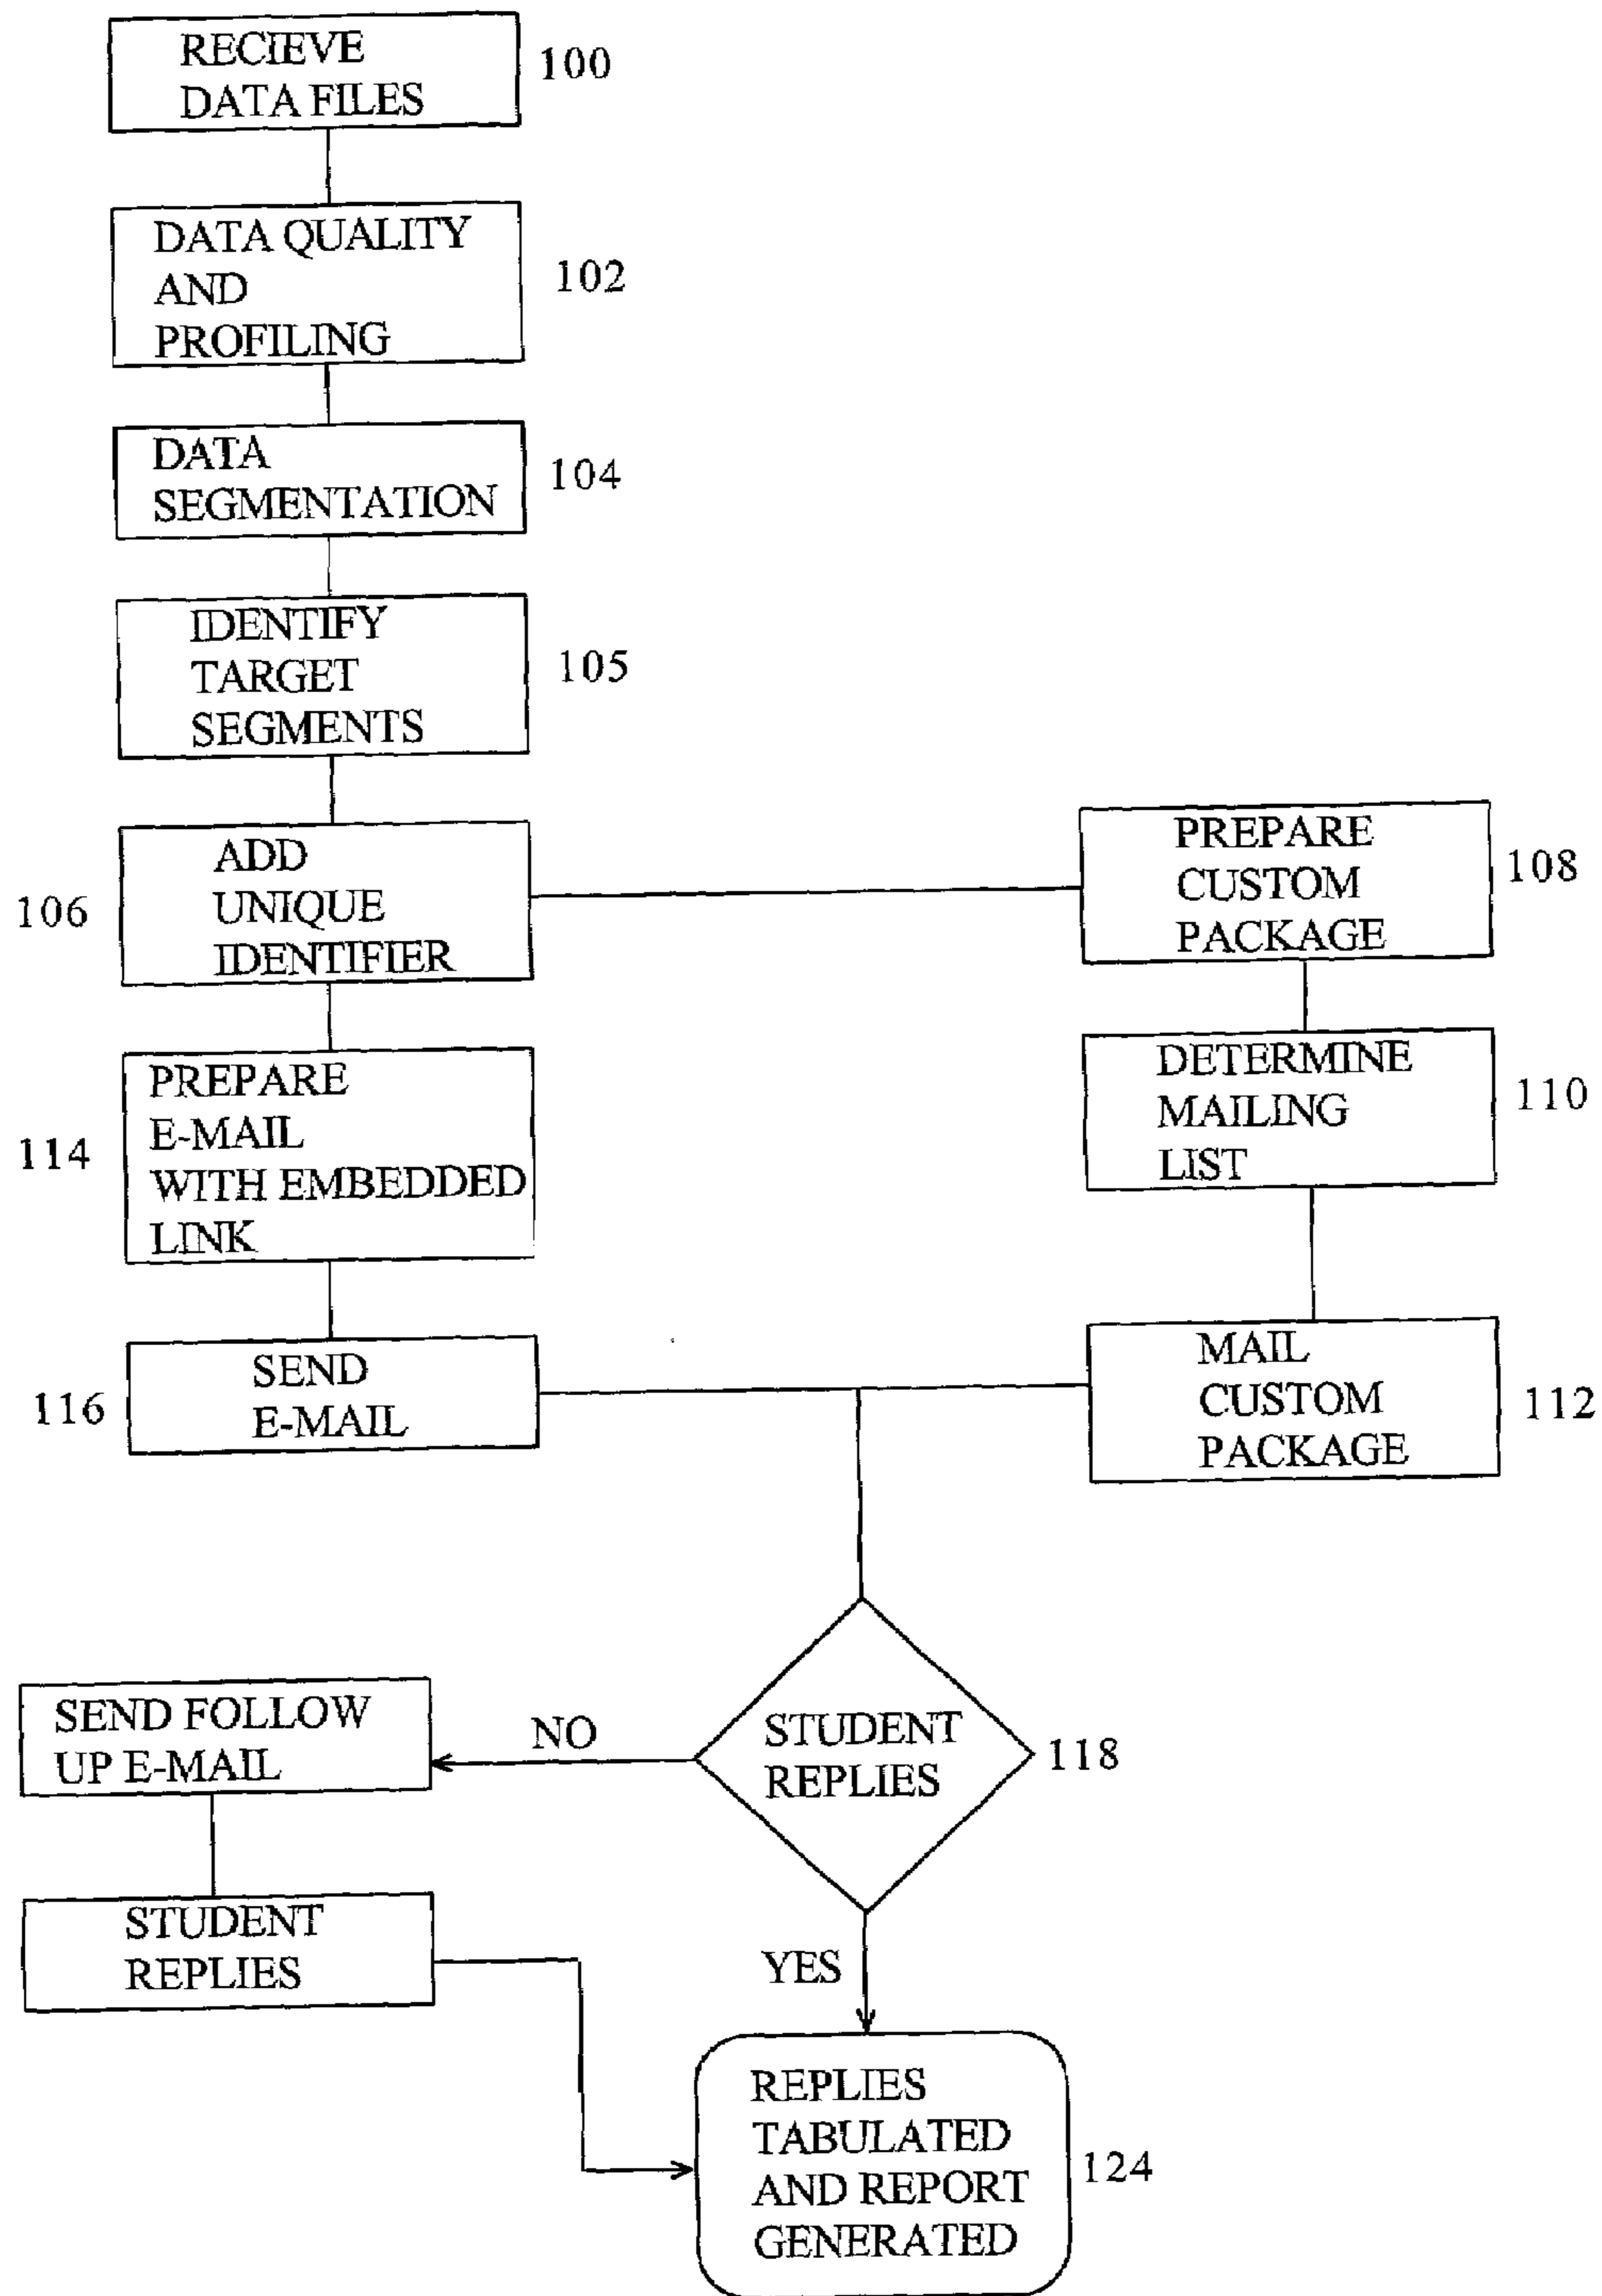 RECIEVE
DATA FILES
100
DATA QUALITY
AND
PROFILING
102
DATA
SEGMENTATION
104
IDENTIFY
TARGET
SEGMENTS
105
ADD
UNIQUE
IDENTIFIER
106
PREPARE
CUSTOM
PACKAGE
108
PREPARE
E-MAIL
WITH EMBEDDED
LINK
114
DETERMINE
MAILING
LIST
110
SEND
E-MAIL
116
MAIL
CUSTOM
PACKAGE
112
STUDENT
REPLIES
118
NO
SEND FOLLOW
UP E-MAIL
STUDENT
REPLIES
YES
REPLIES
TABULATED
AND REPORT
GENERATED
124